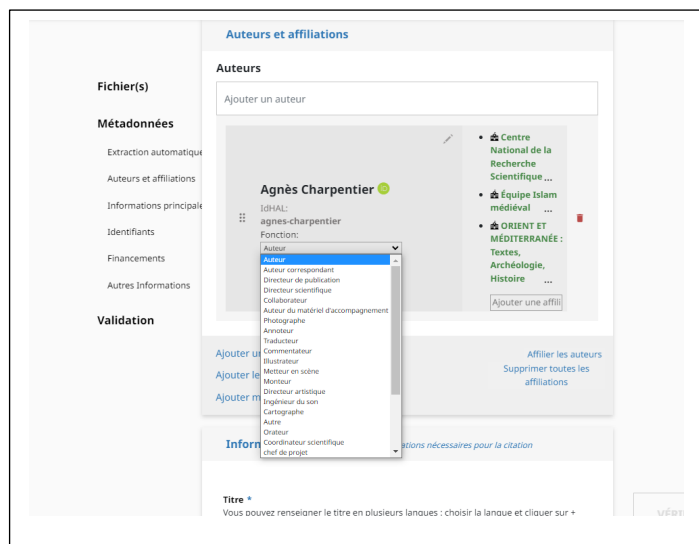 Auteurs et affiliations
Fichier(s)
Métadonnées
Extraction automatique
Auteurs et affiliations
Informations principale
Identifiants
Financements
Autres Informations
Validation
Auteurs
Ajouter un auteur
Agnès Charpentier iD
IdHAL:
agnes-charpentier
Fonction:
Auteur
Auteur
Auteur correspondant
Directeur de publication
Directeur scientifique
Collaborateur
Auteur du matériel d'accompagnement
Photographe
Annoteur
Traducteur
Commentateur
Illustrateur
Metteur en scène
Monteur
Directeur artistique
Ingénieur du son
Cartographe
Autre
Orateur
Coordinateur scientifique
chef de projet
Centre
National de la
Recherche
Scientifique ...
Équipe Islam
médiéval ...
ORIENT ET
MÉDITERRANÉE :
Textes,
Archéologie,
Histoire ...
Ajouter une affili
Ajouter u
Ajouter le
Ajouter m
Affilier les auteurs
Supprimer toutes les
affiliations
Inforn
ations nécessaires pour la citation
Titre *
Vous pouvez renseigner le titre en plusieurs langues : choisir la langue et cliquer sur +
VÉRI